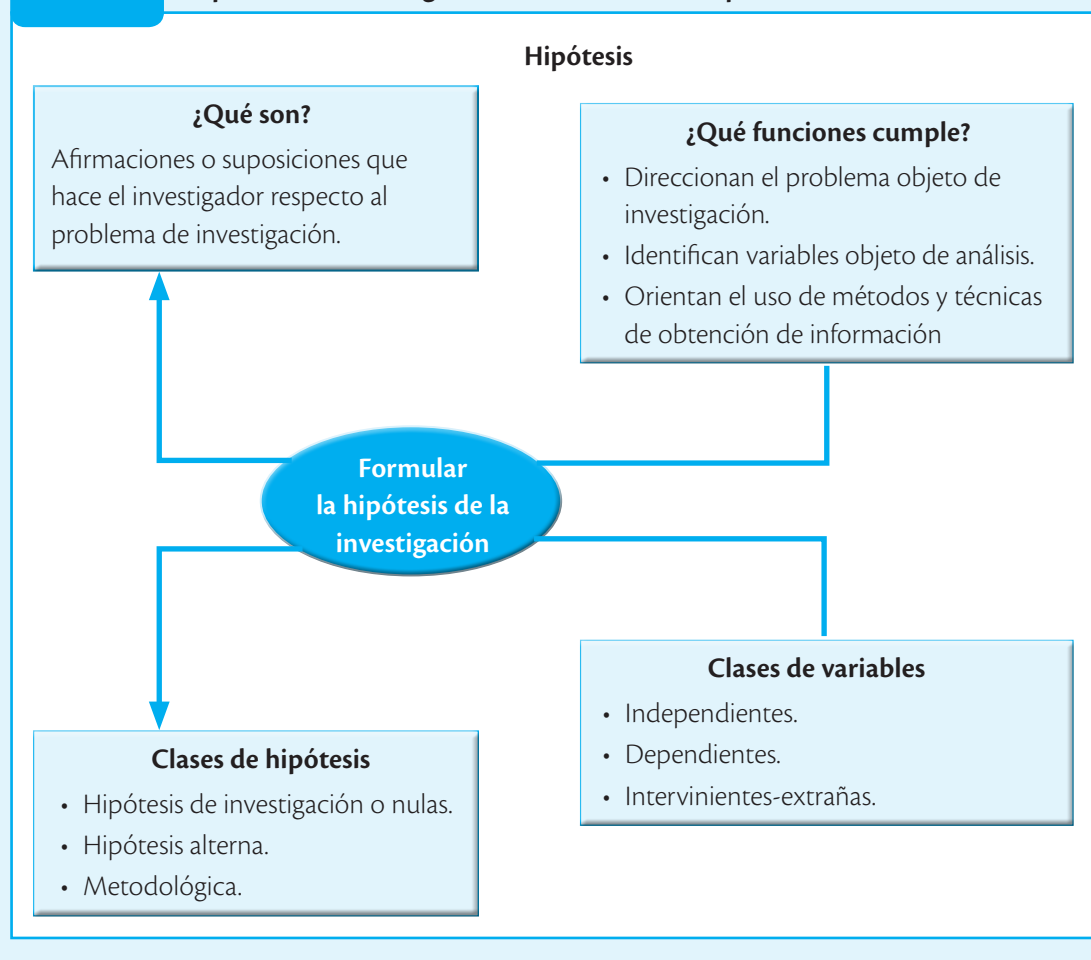 Hipótesis
¿Qué son?
Afirmaciones o suposiciones que
hace el investigador respecto al
problema de investigación.
¿Qué funciones cumple?
• Direccionan el problema objeto de
investigación.
• Identifican variables objeto de análisis.
• Orientan el uso de métodos y técnicas
de obtención de información
Formular
la hipótesis de la
investigación
Clases de hipótesis
• Hipótesis de investigación o nulas.
• Hipótesis alterna.
• Metodológica.
Clases de variables
• Independientes.
• Dependientes.
• Intervinientes-extrañas.